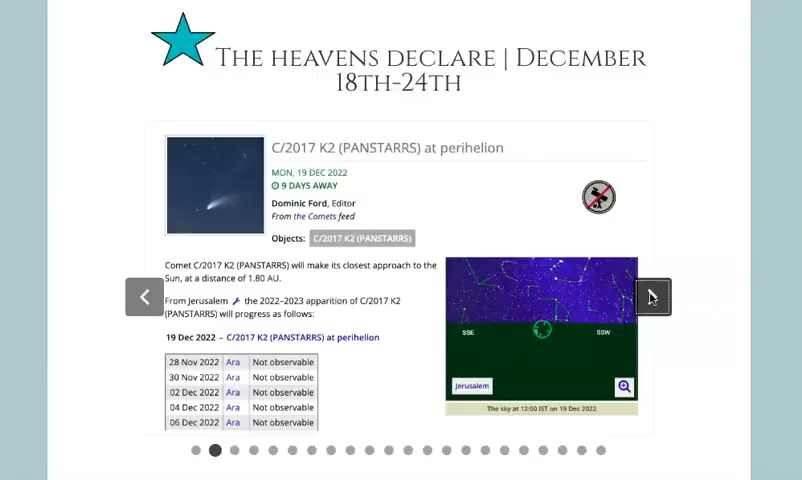 The heavens declare | December
18th-24th
C/2017 K2 (PANSTARRS) at perihelion
MON, 19 DEC 2022
9 DAYS AWAY
Dominic Ford, Editor
From the Comets feed
Objects: C/2017 K2 (PANSTARRS)
Comet C/2017 K2 (PANSTARRS) will make its closest approach to the
Sun, at a distance of 1.80 AU.
From Jerusalem the 2022–2023 apparition of C/2017 K2
(PANSTARRS) will progress as follows:
19 Dec 2022 – C/2017 K2 (PANSTARRS) at perihelion
28 Nov 2022 Ara Not observable
30 Nov 2022 Ara Not observable
02 Dec 2022 Ara Not observable
04 Dec 2022 Ara Not observable
06 Dec 2022 Ara Not observable
SSE SSW
Jerusalem
The sky at 12:00 IST on 19 Dec 2022